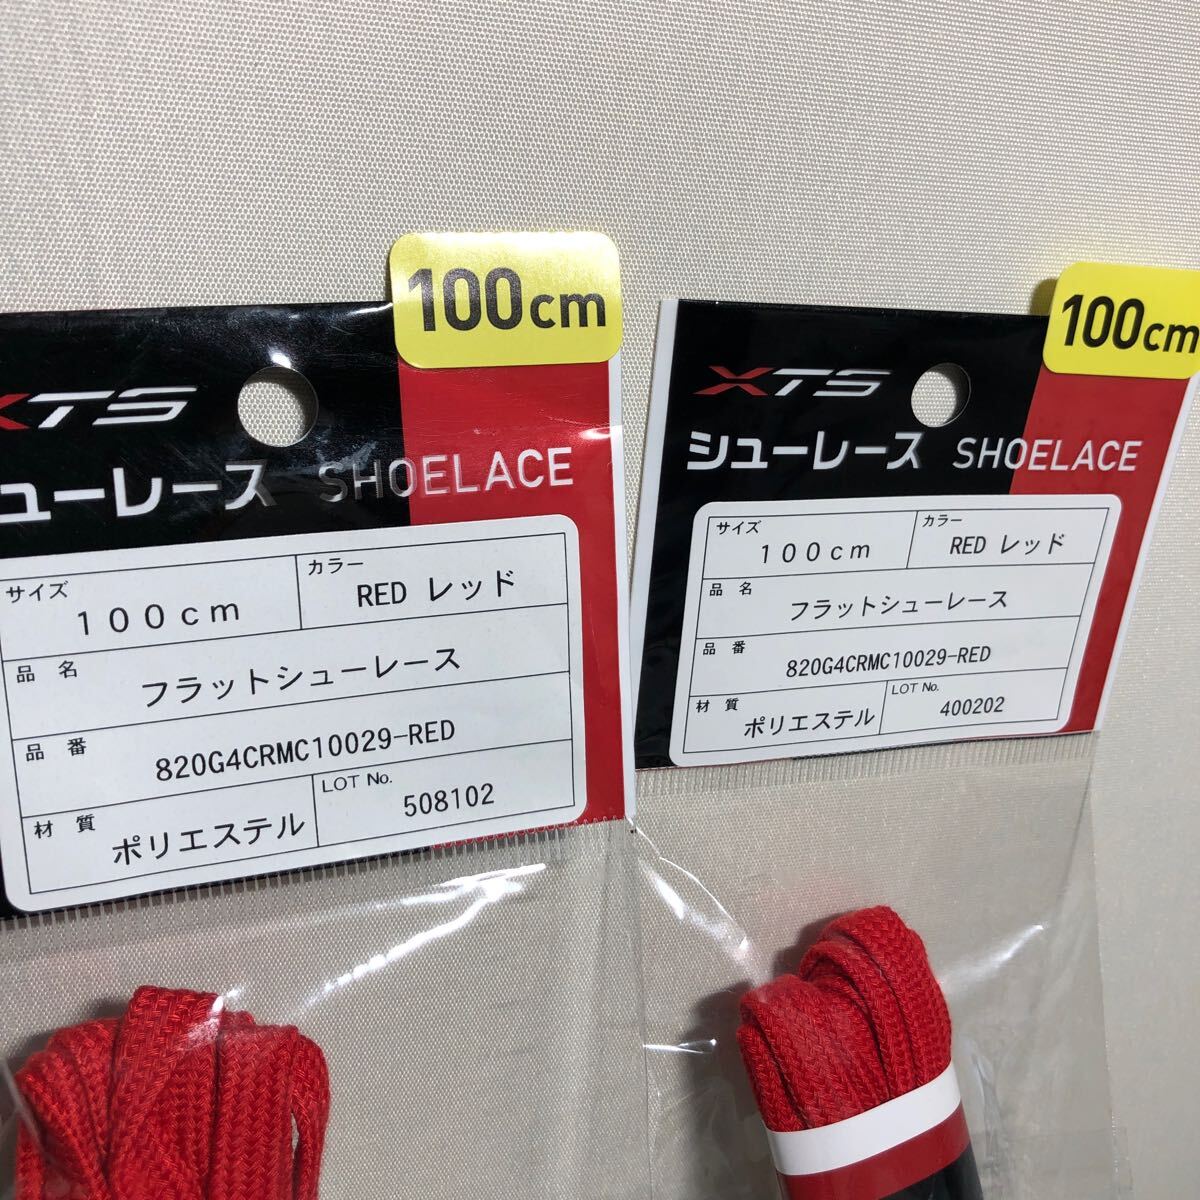 100cm
XTS
ューレース SHOELACE
サイズ 100cm カラー RED レッド
品名 フラットシューレース
品番 820G4CRMC10029-RED
材質 ポリエステル LOT No. 508102
100cm
XTS
シューレース SHOELACE
サイズ 100cm カラー RED レッド
品名 フラットシューレース
品番 820G4CRMC10029-RED
材質 ポリエステル LOT No. 400202